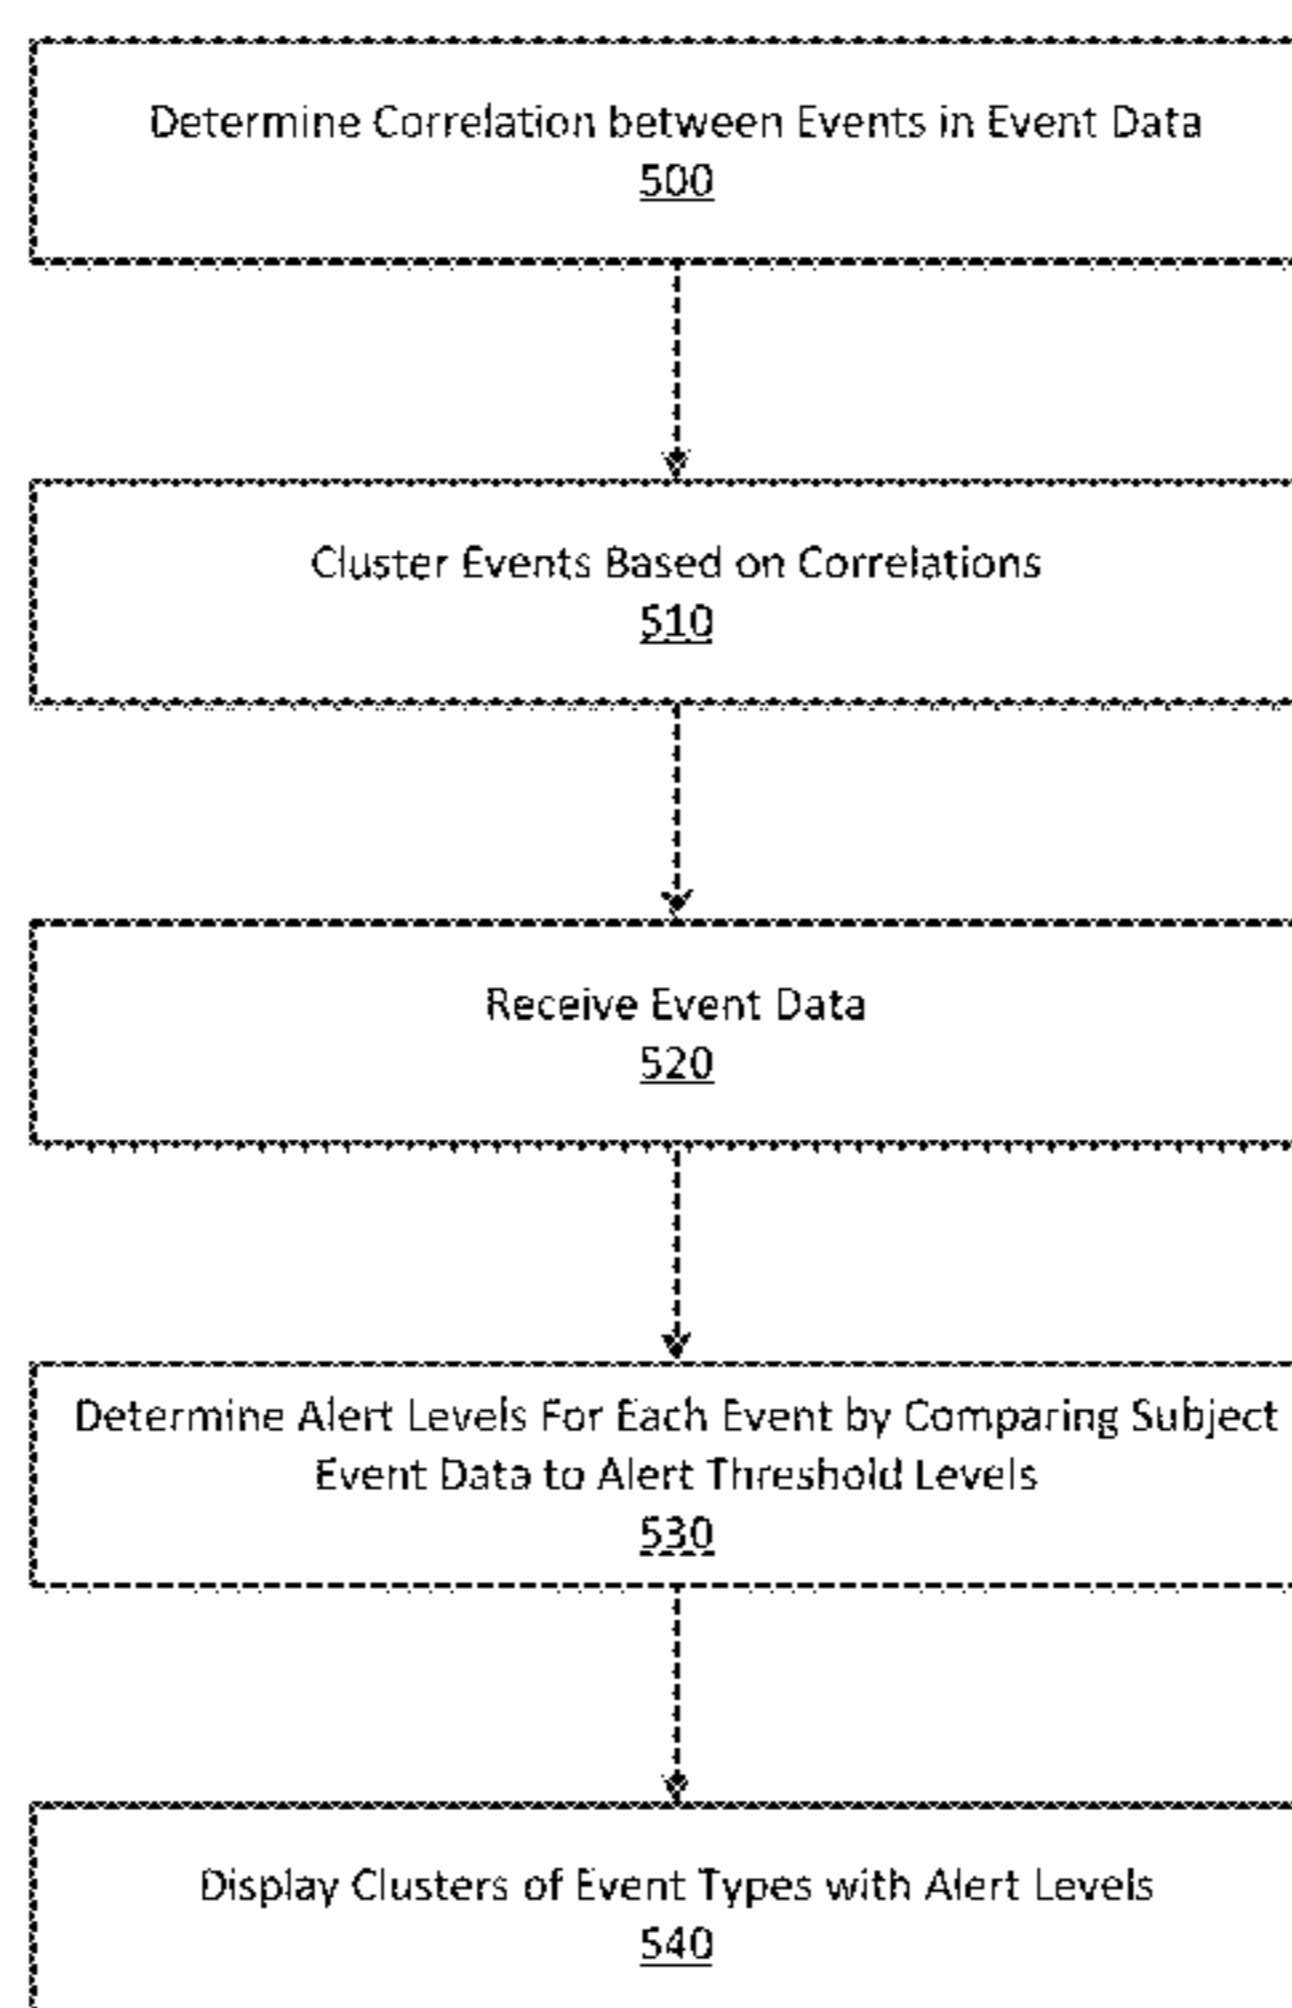 Determine Correlation between Events in Event Data
500
Cluster Events Based on Correlations
510
Receive Event Data
520
Determine Alert Levels For Each Event by Comparing Subject
Event Data to Alert Threshold Levels
530
Display Clusters of Event Types with Alert Levels
540